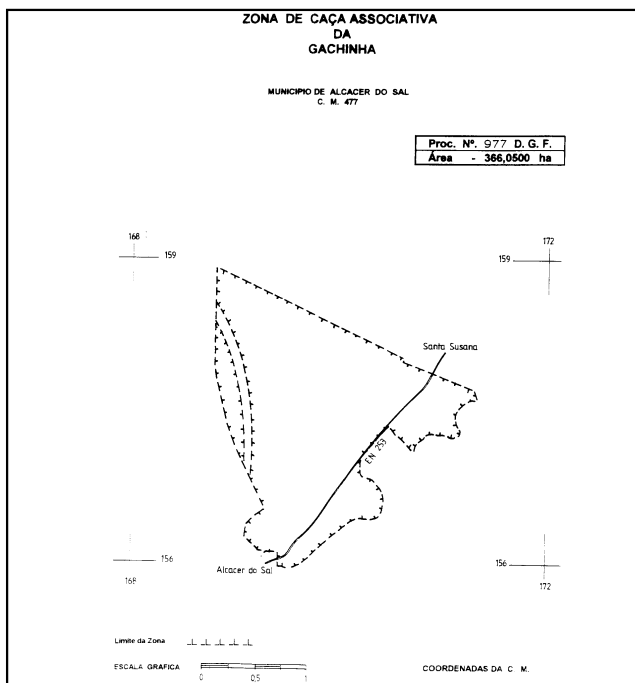 ZONA DE CAÇA ASSOCIATIVA
DA
GACHINHA
MUNICIPIO DE ALCACER DO SAL
C. M. 477
Proc. Nº. 977 D. G. F.
Área - 366,0500 ha
168
159
172
159
Santa Susana
EN 253
156
168
Alcacer do Sal
156
172
Limite da Zona
ESCALA GRAFICA
0 0,5 1
COORDENADAS DA C. M.